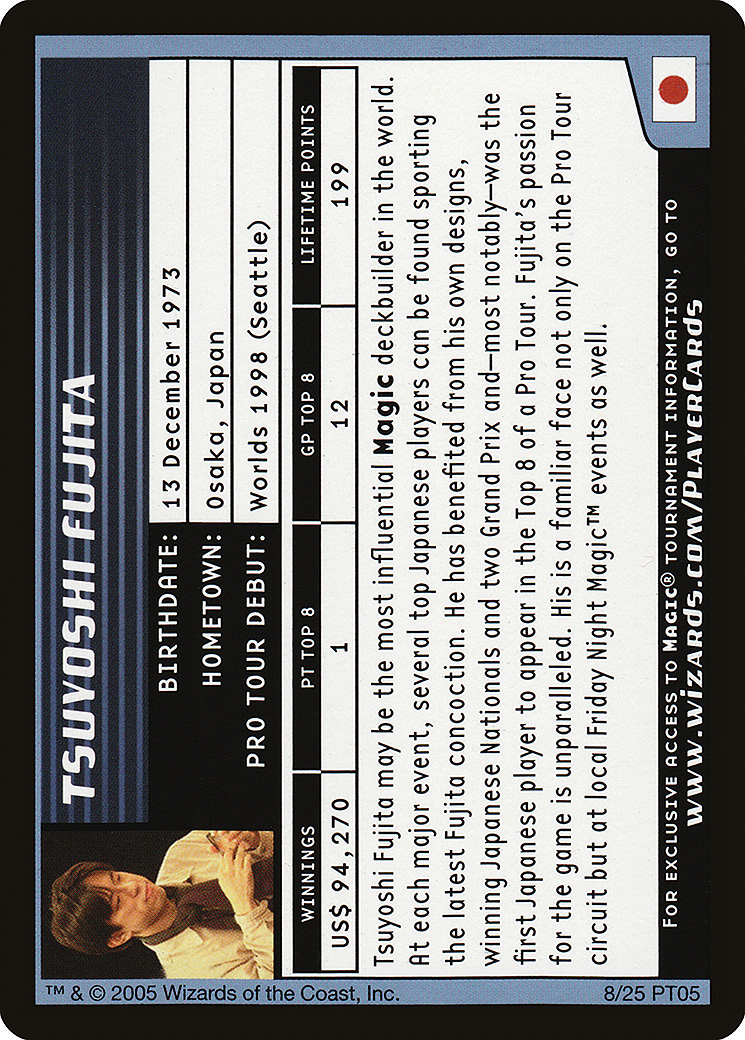 TSUYOSHI FUJITA
BIRTHDATE: 13 December 1973
HOMETOWN: Osaka, Japan
PRO TOUR DEBUT: Worlds 1998 (Seattle)
WINNINGS PT TOP 8 GP TOP 8 LIFETIME POINTS
US$ 94,270 1 12 199
Tsuyoshi Fujita may be the most influential Magic deckbuilder in the world.
At each major event, several top Japanese players can be found sporting
the latest Fujita concoction. He has benefited from his own designs,
winning Japanese Nationals and two Grand Prix and—most notably—was the
first Japanese player to appear in the Top 8 of a Pro Tour. Fujita's passion
for the game is unparalleled. His is a familiar face not only on the Pro Tour
circuit but at local Friday Night Magic™ events as well.
FOR EXCLUSIVE ACCESS TO MAGIC® TOURNAMENT INFORMATION, GO TO
WWW.WIZARDS.COM/PLAYERCARDS
™ & © 2005 Wizards of the Coast, Inc.
8/25 PT05